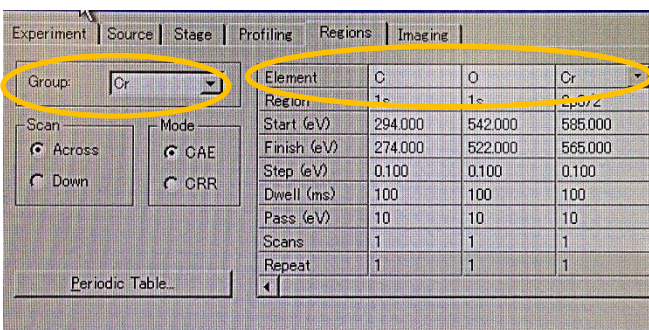 Experiment Source Stage Profiling Regions Imaging
Group: Cr
Scan
Across
Down
Mode
CAE
CRR
Periodic Table...
Element C O Cr
Region 1s 1s 2p3/2
Start (eV) 294.000 542.000 585.000
Finish (eV) 274.000 522.000 565.000
Step (eV) 0.100 0.100 0.100
Dwell (ms) 100 100 100
Pass (eV) 10 10 10
Scans 1 1 1
Repeat 1 1 1